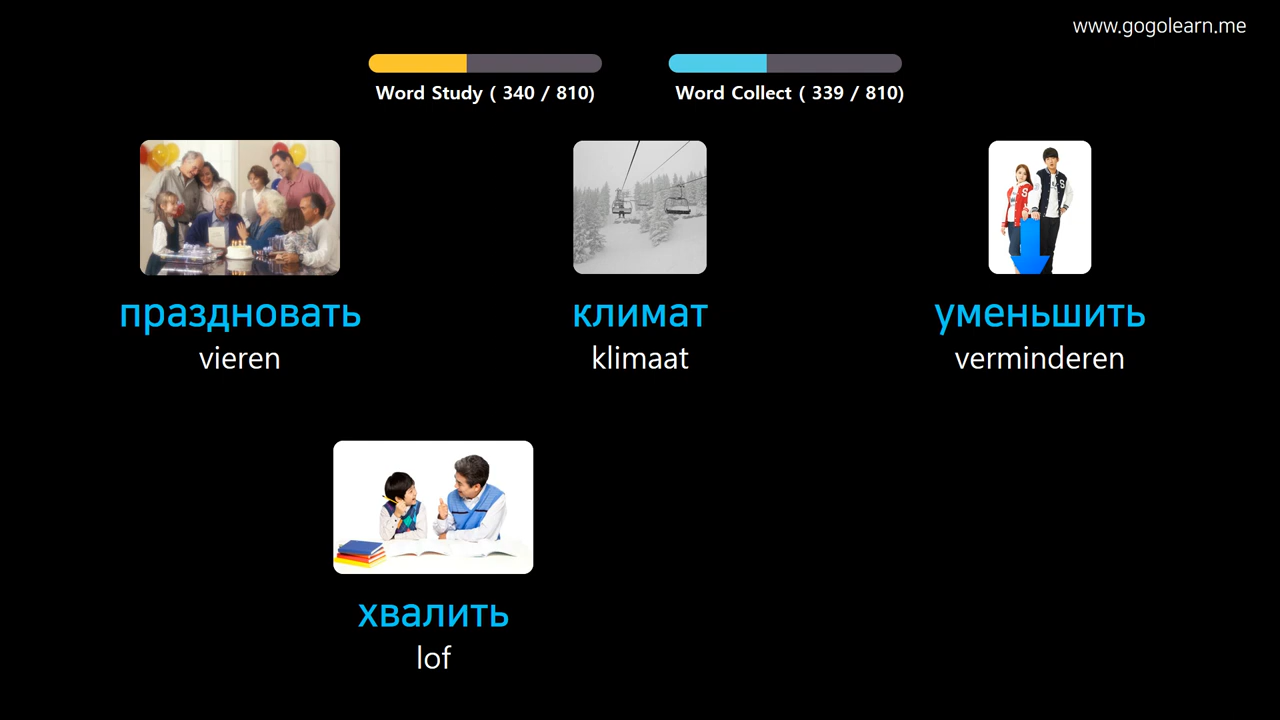 www.gogolearn.me
Word Study ( 340 / 810)
Word Collect ( 339 / 810)
праздновать
vieren
климат
klimaat
уменьшить
verminderen
хвалить
lof